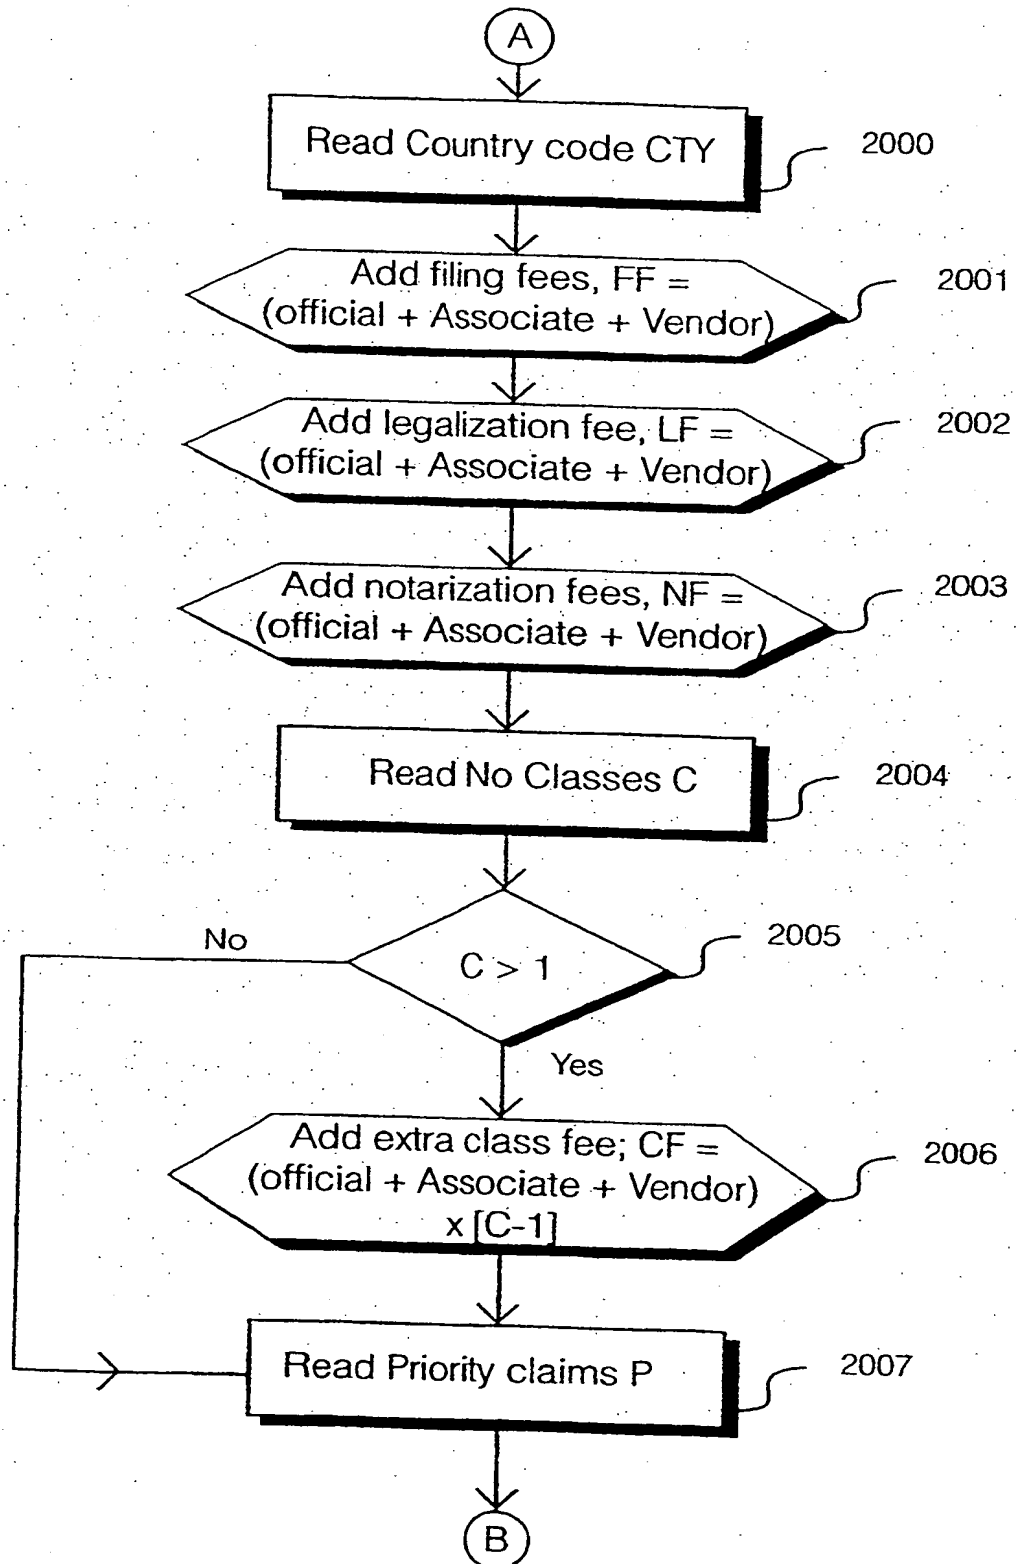 A
Read Country code CTY
2000
Add filing fees, FF =
(official + Associate + Vendor)
2001
Add legalization fee, LF =
(official + Associate + Vendor)
2002
Add notarization fees, NF =
(official + Associate + Vendor)
2003
Read No Classes C
2004
No
C > 1
2005
Yes
Add extra class fee; CF =
(official + Associate + Vendor)
x [C-1]
2006
Read Priority claims P
2007
B